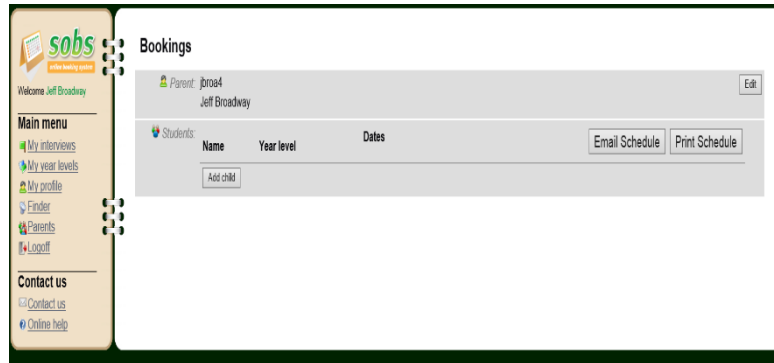 sobs
online booking system
Welcome Jeff Broadway
Main menu
My interviews
My year levels
My profile
Finder
Parents
Logoff
Contact us
Contact us
Online help
Bookings
Parent: jbroa4
Jeff Broadway
Edit
Students:
Name Year level Dates
Email Schedule Print Schedule
Add child